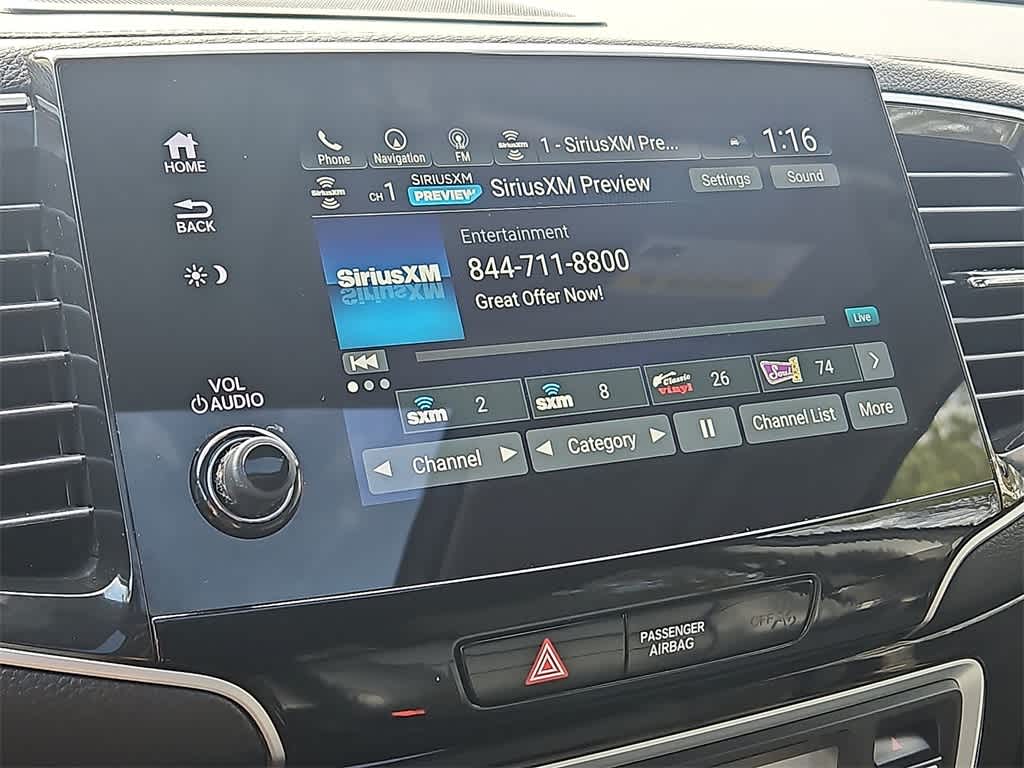 HOME
BACK
VOL
AUDIO
Phone
Navigation
FM
SiriusXM
1 - SiriusXM Pre...
1:16
SiriusXM
CH 1
SIRIUSXM
PREVIEW
SiriusXM Preview
Settings
Sound
SiriusXM
Entertainment
844-711-8800
Great Offer Now!
Live
sxm 2
sxm 8
Classic
vinyl 26
Soul 74
Channel
Category
Channel List
More
PASSENGER
AIRBAG
OFF